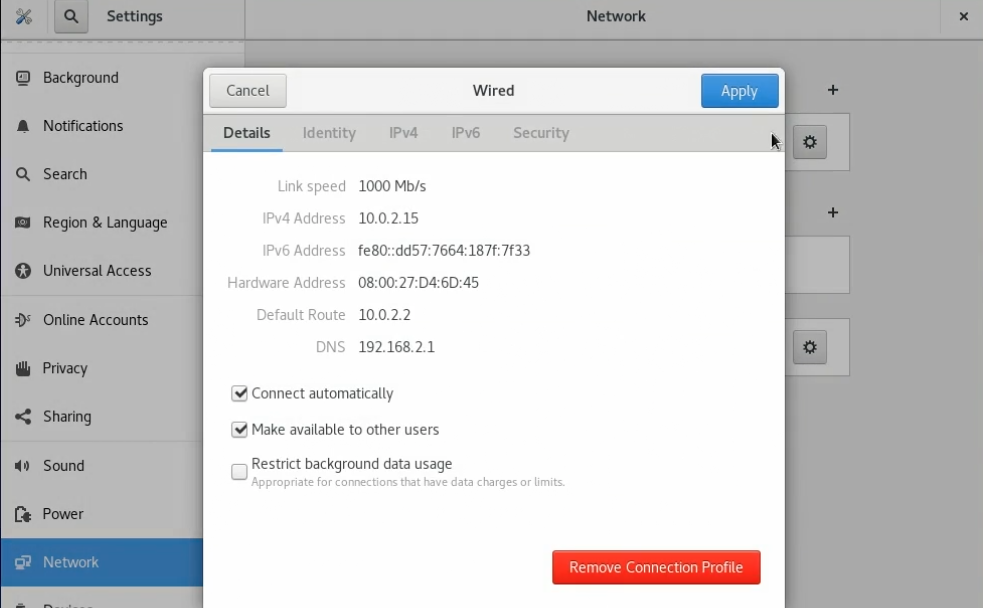 Settings
Network
×
Background
Notifications
Search
Region & Language
Universal Access
Online Accounts
Privacy
Sharing
Sound
Power
Network
Devices
Cancel
Wired
Apply
Details
Identity
IPv4
IPv6
Security
Link speed 1000 Mb/s
IPv4 Address 10.0.2.15
IPv6 Address fe80::dd57:7664:187f:7f33
Hardware Address 08:00:27:D4:6D:45
Default Route 10.0.2.2
DNS 192.168.2.1
Connect automatically
Make available to other users
Restrict background data usage
Appropriate for connections that have data charges or limits.
Remove Connection Profile